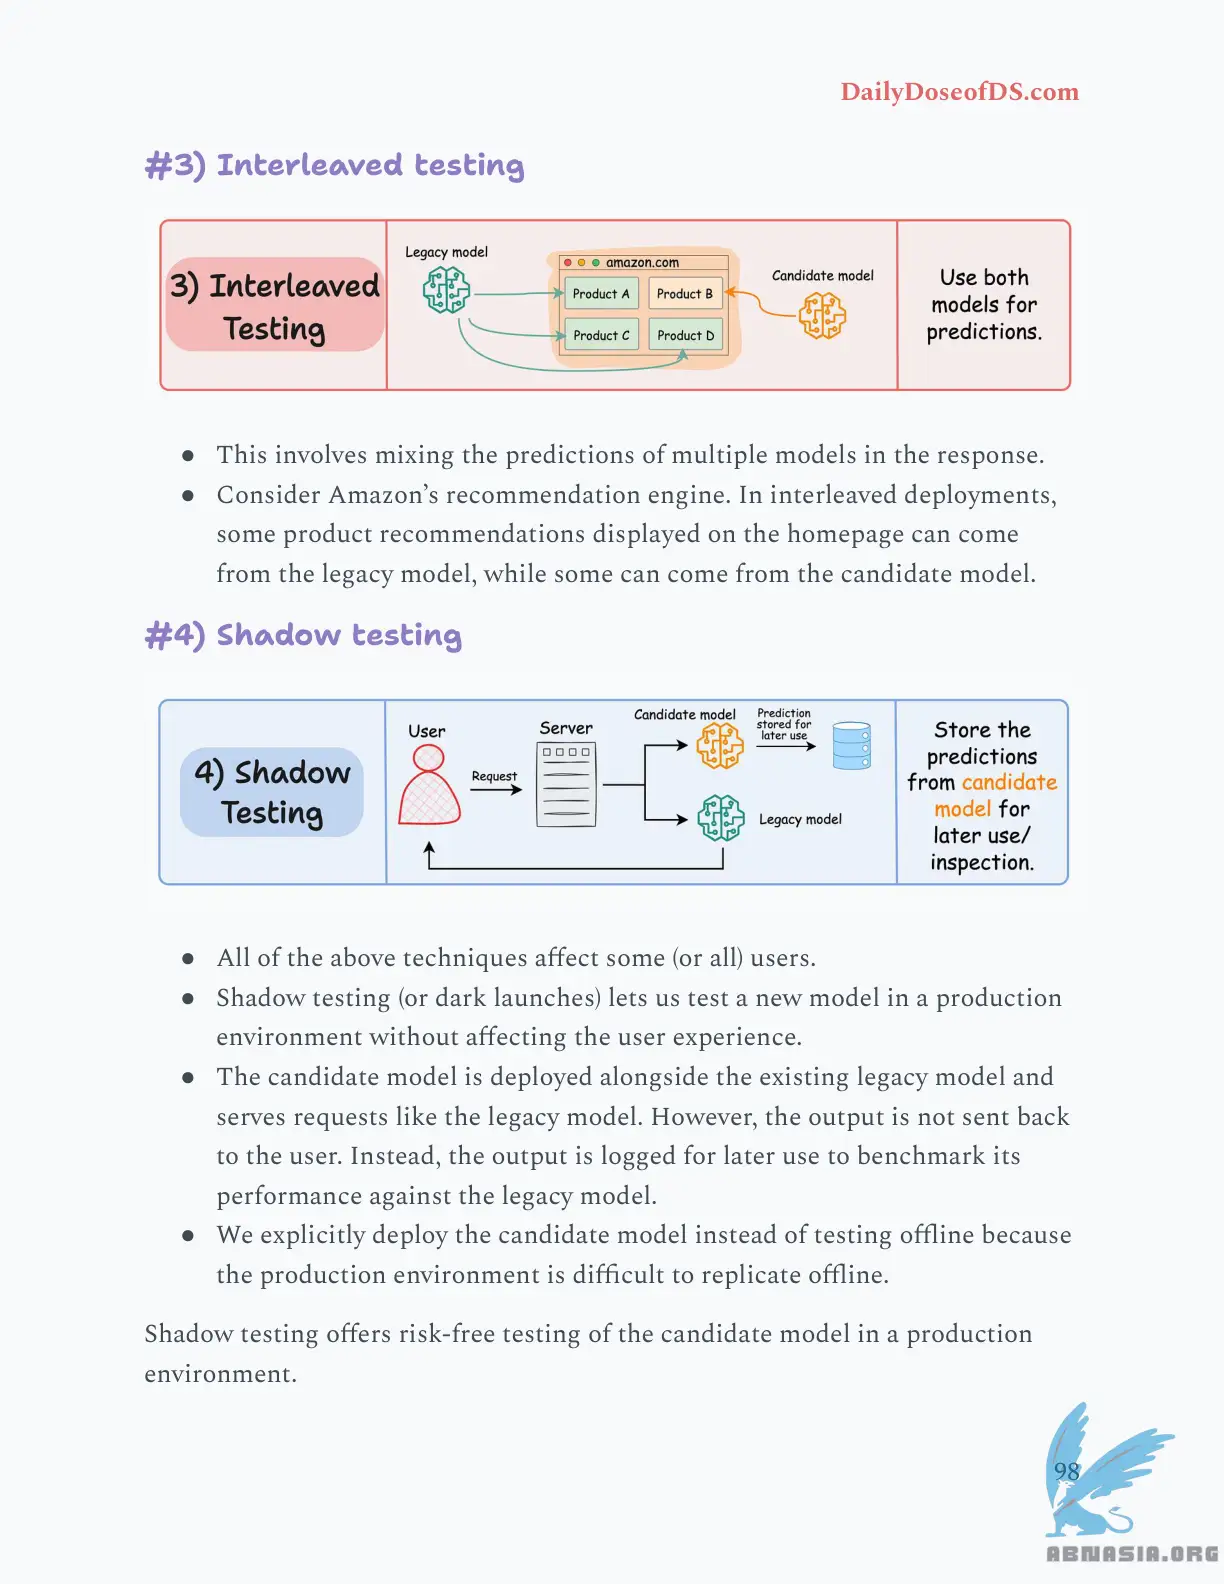 DailyDoseofDS.com
#3) Interleaved testing
3) Interleaved
Testing
Legacy model
amazon.com
Product A
Product B
Product C
Product D
Candidate model
Use both
models for
predictions.
● This involves mixing the predictions of multiple models in the response.
● Consider Amazon’s recommendation engine. In interleaved deployments,
some product recommendations displayed on the homepage can come
from the legacy model, while some can come from the candidate model.
#4) Shadow testing
4) Shadow
Testing
User
Request
Server
Candidate model
Prediction
stored for
later use
Legacy model
Store the
predictions
from candidate
model for
later use/
inspection.
● All of the above techniques affect some (or all) users.
● Shadow testing (or dark launches) lets us test a new model in a production
environment without affecting the user experience.
● The candidate model is deployed alongside the existing legacy model and
serves requests like the legacy model. However, the output is not sent back
to the user. Instead, the output is logged for later use to benchmark its
performance against the legacy model.
● We explicitly deploy the candidate model instead of testing offline because
the production environment is difficult to replicate offline.
Shadow testing offers risk-free testing of the candidate model in a production
environment.
98
ABNASIA.ORG